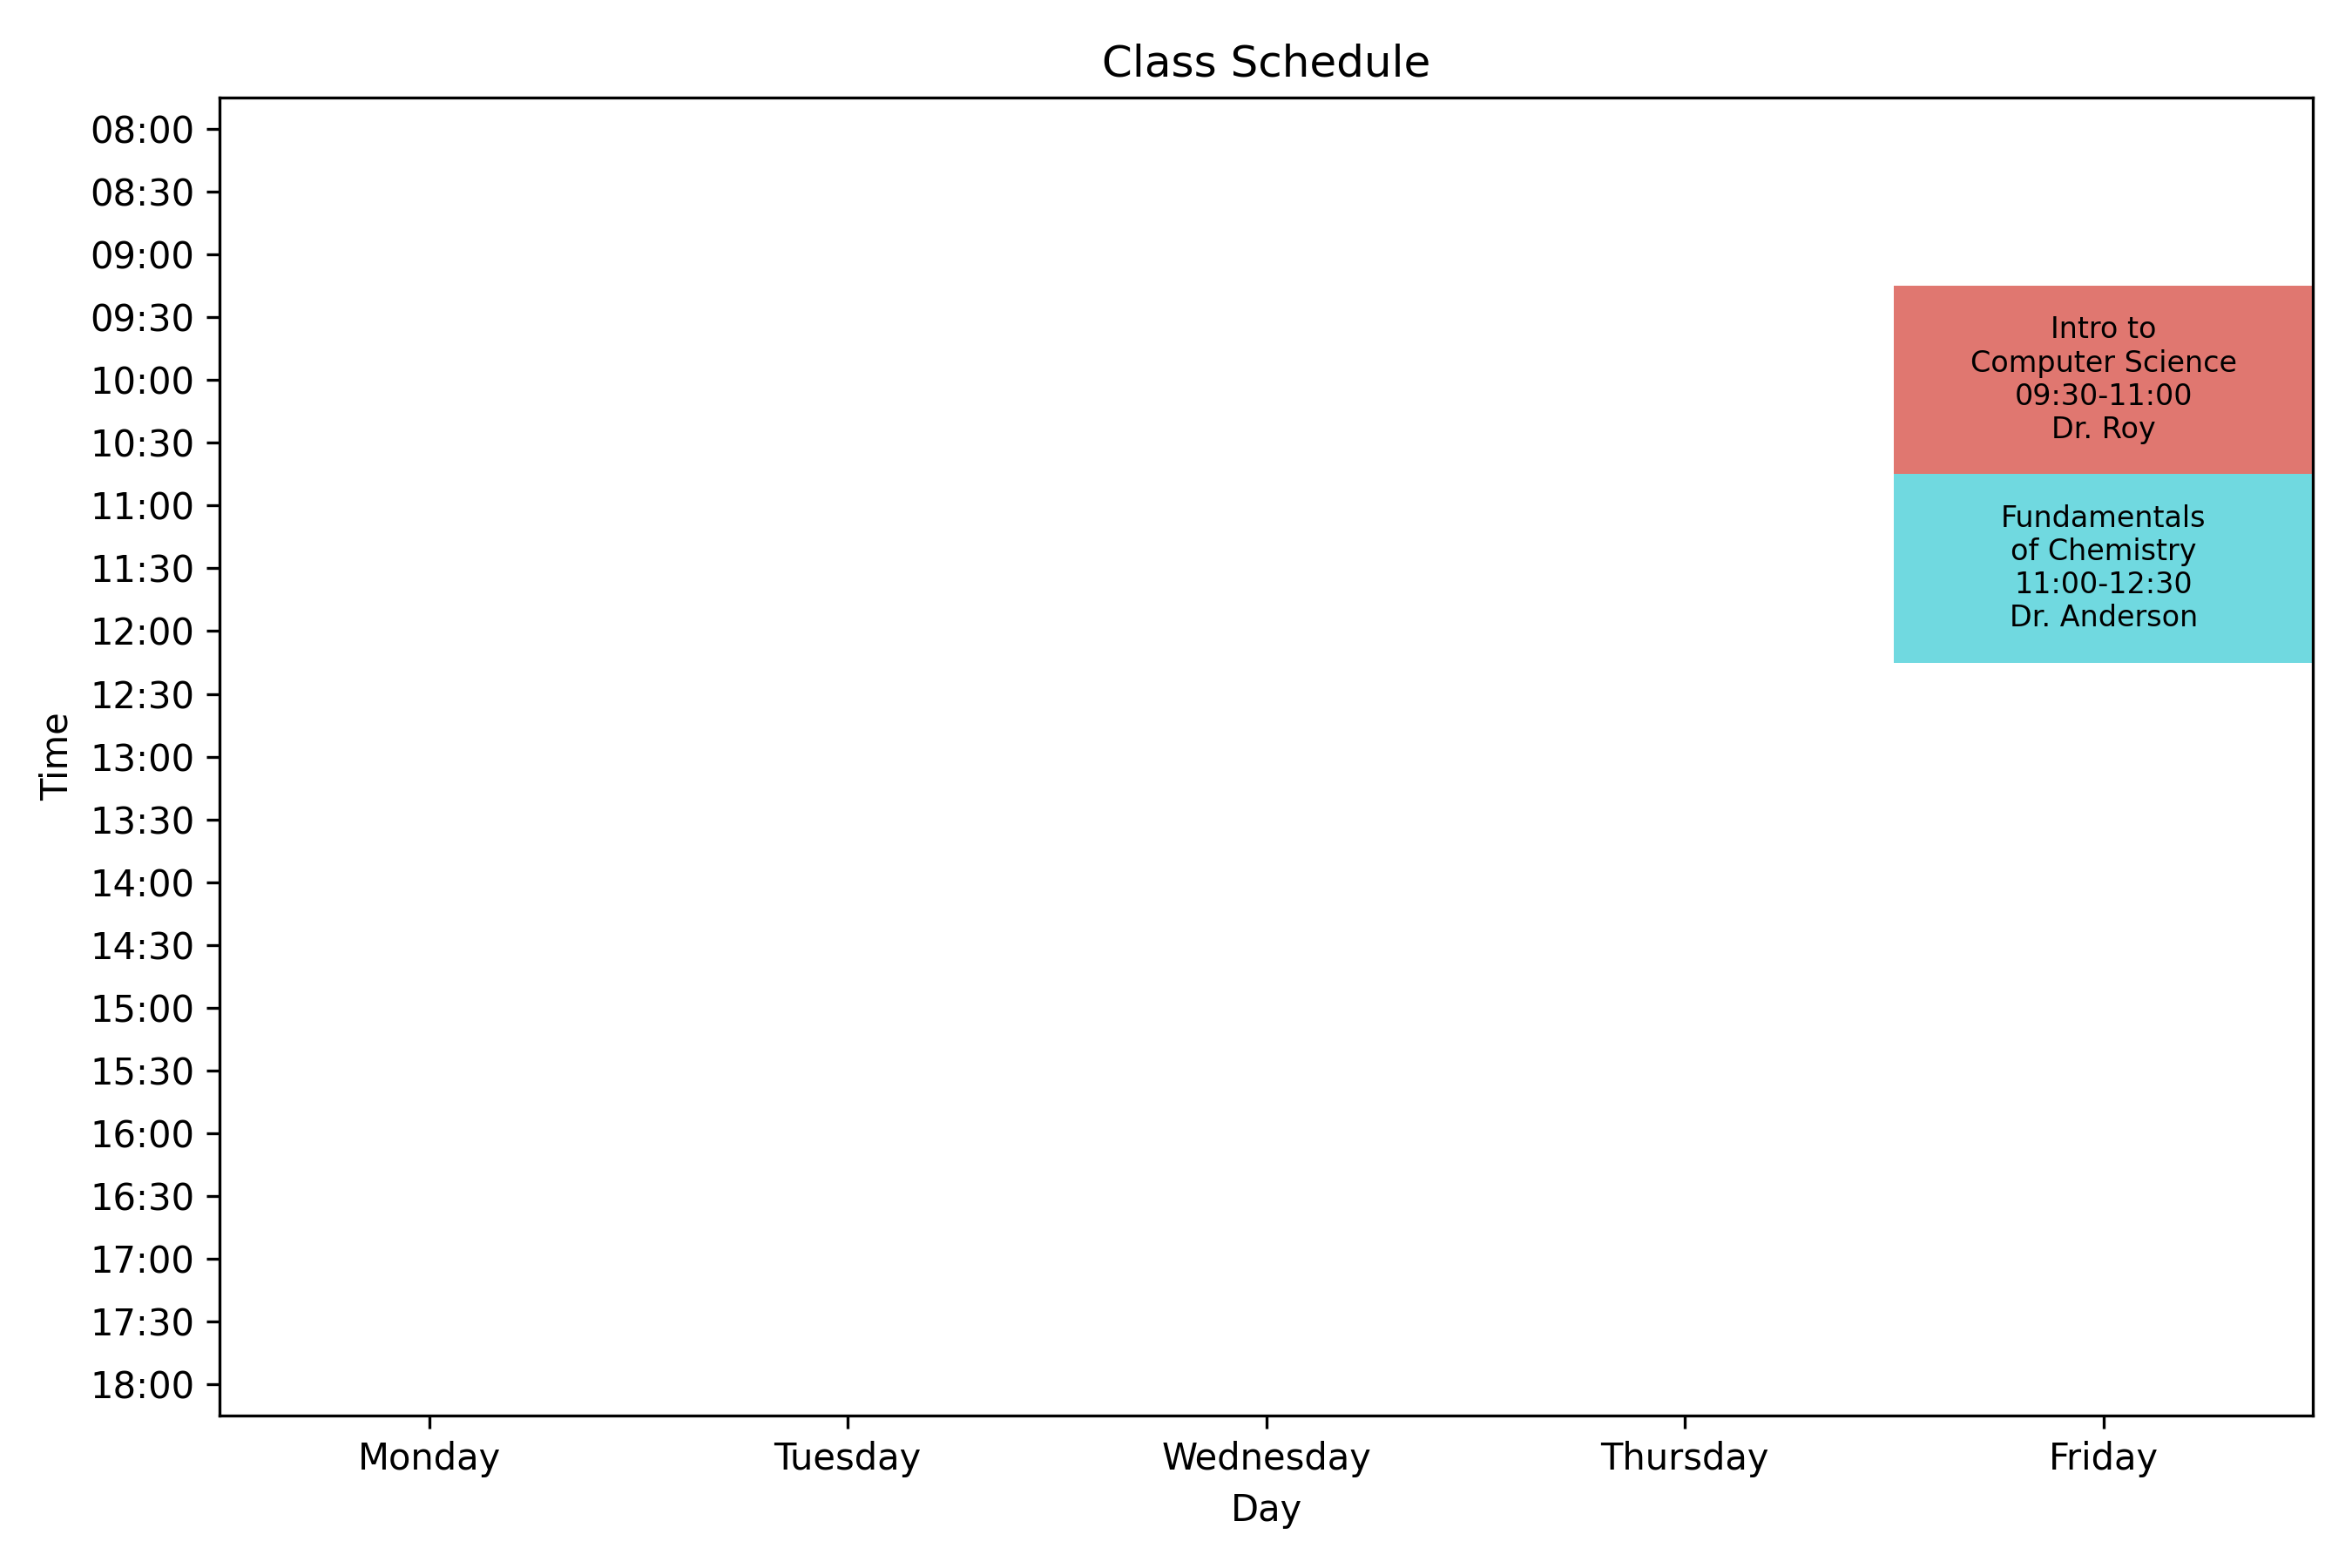 Class Schedule
08:00
08:30
09:00
09:30
10:00
10:30
11:00
11:30
12:00
12:30
13:00
13:30
14:00
14:30
15:00
15:30
16:00
16:30
17:00
17:30
18:00
Time
Intro to
Computer Science
09:30-11:00
Dr. Roy
Fundamentals
of Chemistry
11:00-12:30
Dr. Anderson
Monday
Tuesday
Wednesday
Thursday
Friday
Day